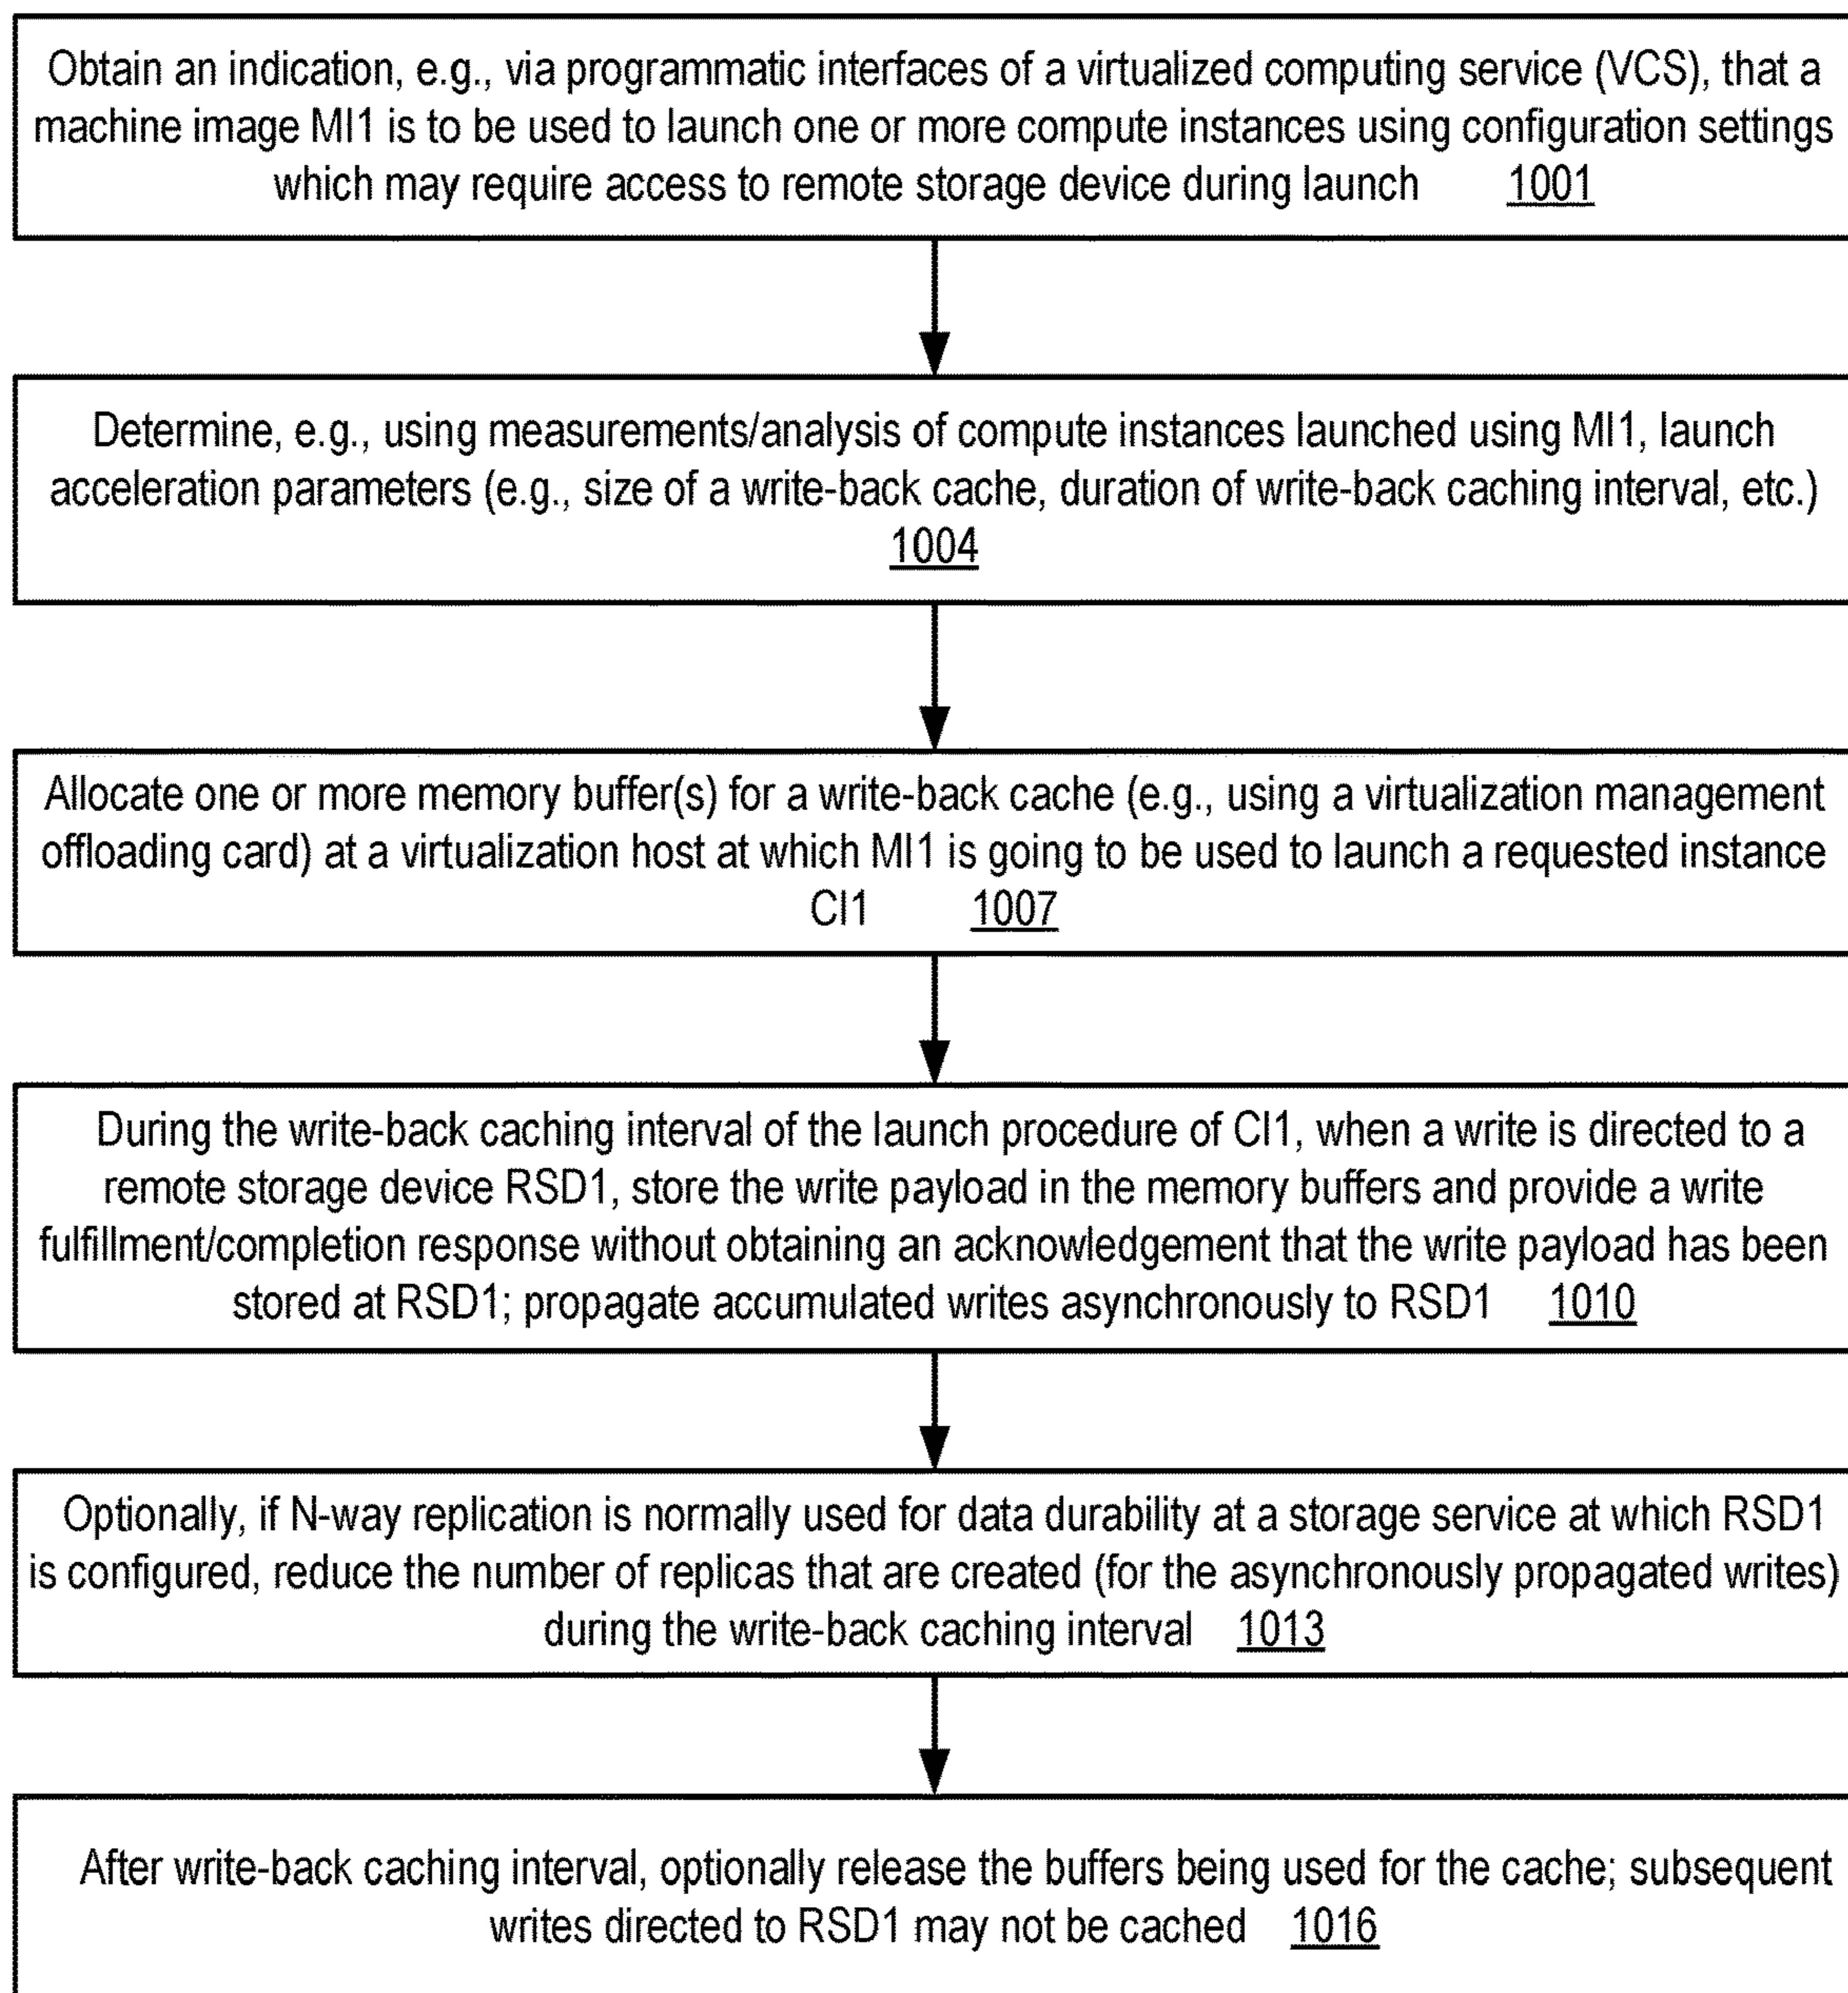 Obtain an indication, e.g., via programmatic interfaces of a virtualized computing service (VCS), that a
machine image MI1 is to be used to launch one or more compute instances using configuration settings
which may require access to remote storage device during launch 1001
Determine, e.g., using measurements/analysis of compute instances launched using MI1, launch
acceleration parameters (e.g., size of a write-back cache, duration of write-back caching interval, etc.)
1004
Allocate one or more memory buffer(s) for a write-back cache (e.g., using a virtualization management
offloading card) at a virtualization host at which MI1 is going to be used to launch a requested instance
CI1 1007
During the write-back caching interval of the launch procedure of CI1, when a write is directed to a
remote storage device RSD1, store the write payload in the memory buffers and provide a write
fulfillment/completion response without obtaining an acknowledgement that the write payload has been
stored at RSD1; propagate accumulated writes asynchronously to RSD1 1010
Optionally, if N-way replication is normally used for data durability at a storage service at which RSD1
is configured, reduce the number of replicas that are created (for the asynchronously propagated writes)
during the write-back caching interval 1013
After write-back caching interval, optionally release the buffers being used for the cache; subsequent
writes directed to RSD1 may not be cached 1016